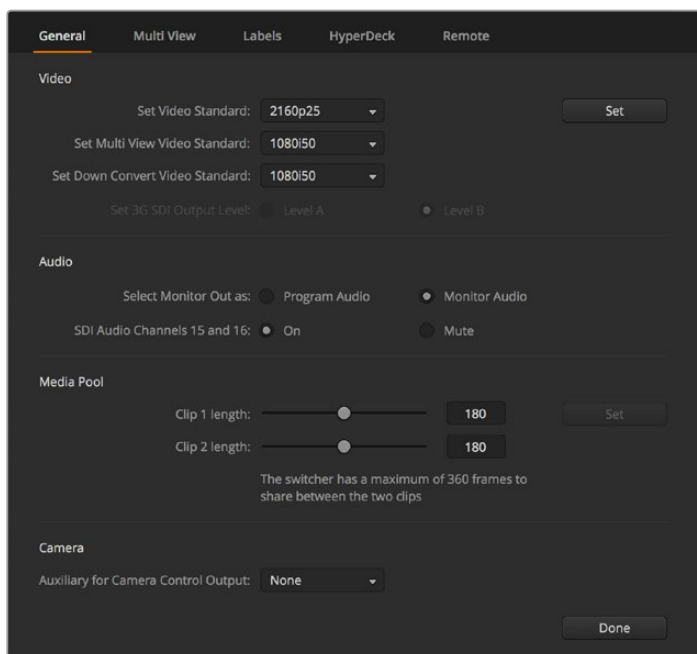 General Multi View Labels HyperDeck Remote
Video
Set Video Standard: 2160p25 Set
Set Multi View Video Standard: 1080i50
Set Down Convert Video Standard: 1080i50
Set 3G SDI Output Level: Level A Level B
Audio
Select Monitor Out as: Program Audio Monitor Audio
SDI Audio Channels 15 and 16: On Mute
Media Pool
Clip 1 length: 180 Set
Clip 2 length: 180
The switcher has a maximum of 360 frames to
share between the two clips
Camera
Auxiliary for Camera Control Output: None
Done